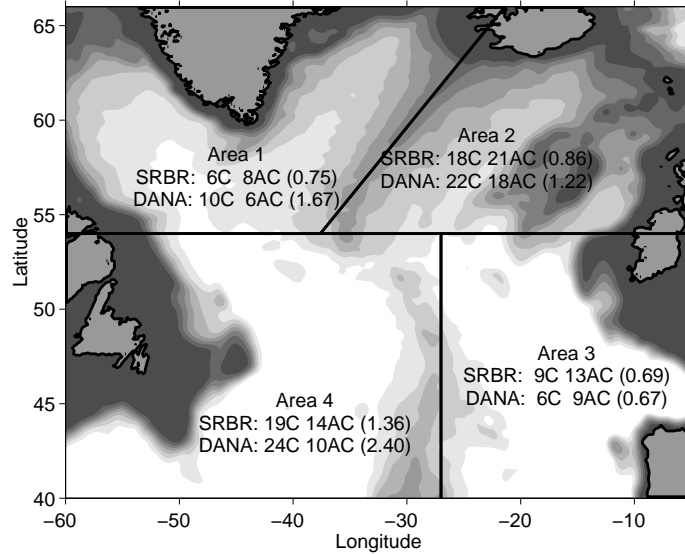 65
60
55
50
45
40
Latitude
Area 1
SRBR: 6C 8AC (0.75)
DANA: 10C 6AC (1.67)
Area 2
SRBR: 18C 21AC (0.86)
DANA: 22C 18AC (1.22)
Area 3
SRBR: 9C 13AC (0.69)
DANA: 6C 9AC (0.67)
Area 4
SRBR: 19C 14AC (1.36)
DANA: 24C 10AC (2.40)
−60 −50 −40 −30 −20 −10
Longitude